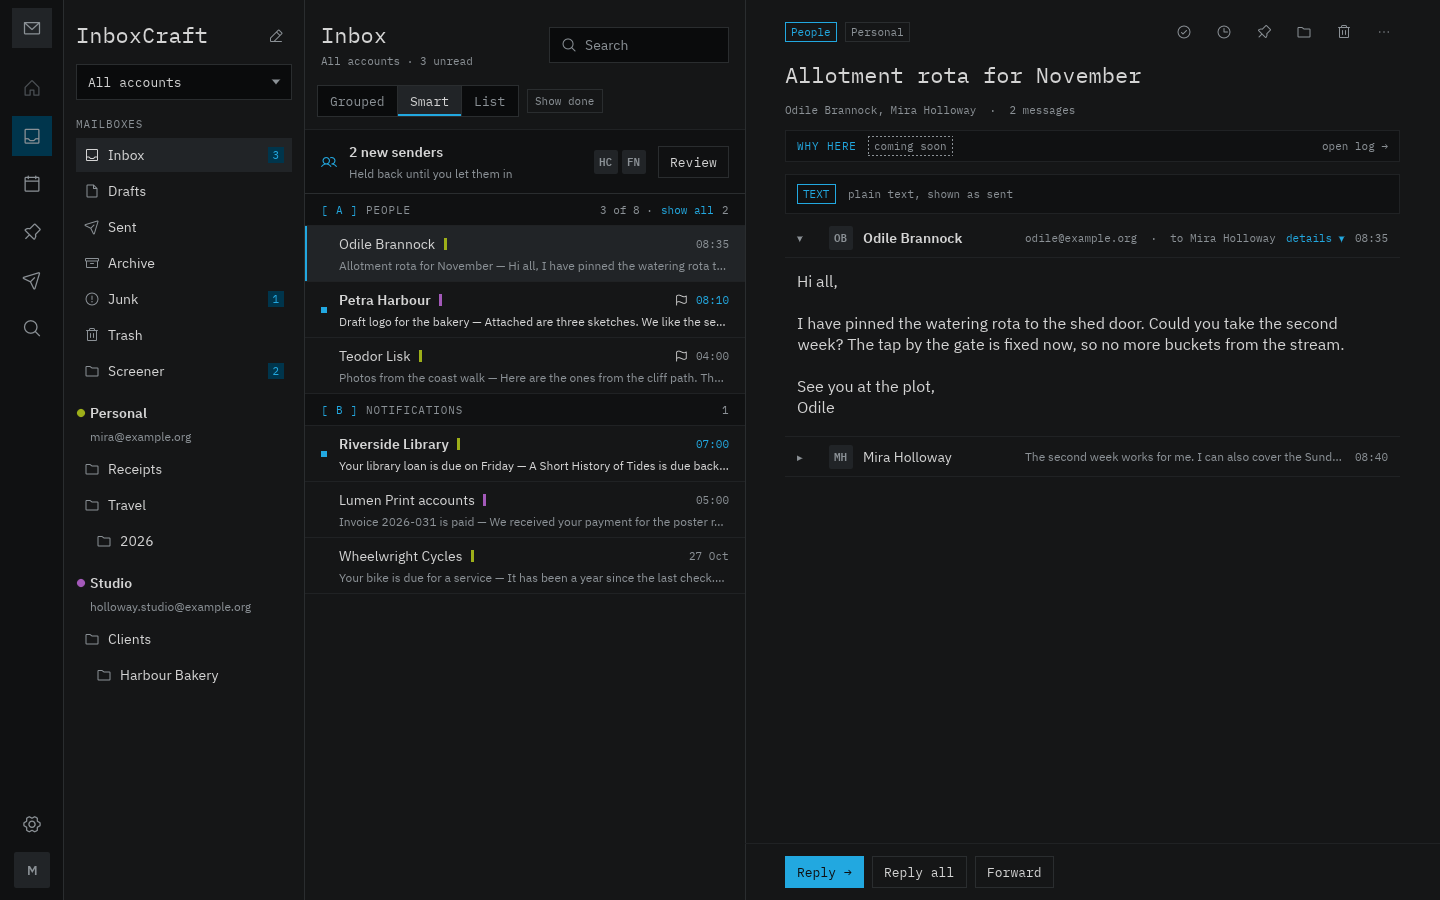 InboxCraft
All accounts
MAILBOXES
Inbox 3
Drafts
Sent
Archive
Junk 1
Trash
Screener 2
Personal
mira@example.org
Receipts
Travel
2026
Studio
holloway.studio@example.org
Clients
Harbour Bakery
M
Inbox
All accounts · 3 unread
Search
Grouped Smart List Show done
2 new senders
Held back until you let them in
HC FN Review
[ A ] PEOPLE 3 of 8 · show all 2
Odile Brannock 08:35
Allotment rota for November — Hi all, I have pinned the watering rota t…
Petra Harbour 08:10
Draft logo for the bakery — Attached are three sketches. We like the se…
Teodor Lisk 04:00
Photos from the coast walk — Here are the ones from the cliff path. Th…
[ B ] NOTIFICATIONS 1
Riverside Library 07:00
Your library loan is due on Friday — A Short History of Tides is due back…
Lumen Print accounts 05:00
Invoice 2026-031 is paid — We received your payment for the poster r…
Wheelwright Cycles 27 Oct
Your bike is due for a service — It has been a year since the last check.…
People Personal
Allotment rota for November
Odile Brannock, Mira Holloway · 2 messages
WHY HERE coming soon open log →
TEXT plain text, shown as sent
▾ OB Odile Brannock odile@example.org · to Mira Holloway details ▾ 08:35
Hi all,
I have pinned the watering rota to the shed door. Could you take the second
week? The tap by the gate is fixed now, so no more buckets from the stream.
See you at the plot,
Odile
▸ MH Mira Holloway The second week works for me. I can also cover the Sund… 08:40
Reply → Reply all Forward